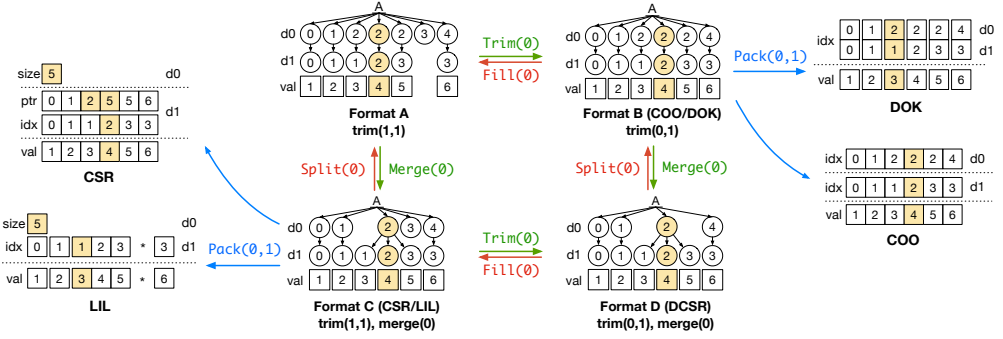 A
d0 0 1 2 2 2 3 4
d1 0 1 1 2 3 3
val 1 2 3 4 5 6
Format A
trim(1,1)
Trim(0)
Fill(0)
A
d0 0 1 2 2 2 4
d1 0 1 1 2 3 3
val 1 2 3 4 5 6
Format B (COO/DOK)
trim(0,1)
Pack(0,1)
idx
0 1 2 2 2 4
0 1 1 2 3 3
val 1 2 3 4 5 6
DOK
size 5 d0
ptr 0 1 2 5 5 6
d1
idx 0 1 1 2 3 3
val 1 2 3 4 5 6
CSR
Split(0)
Merge(0)
Split(0)
Merge(0)
idx 0 1 2 2 2 4 d0
idx 0 1 1 2 3 3 d1
val 1 2 3 4 5 6
COO
size 5 d0
idx 0 1 1 2 3 * 3 d1
val 1 2 3 4 5 * 6
LIL
Pack(0,1)
A
d0 0 1 2 4
d1 0 1 1 2 3 3
val 1 2 3 4 5 6
Format C (CSR/LIL)
trim(1,1), merge(0)
Trim(0)
Fill(0)
A
d0 0 1 2 4
d1 0 1 1 2 3 3
val 1 2 3 4 5 6
Format D (DCSR)
trim(0,1), merge(0)